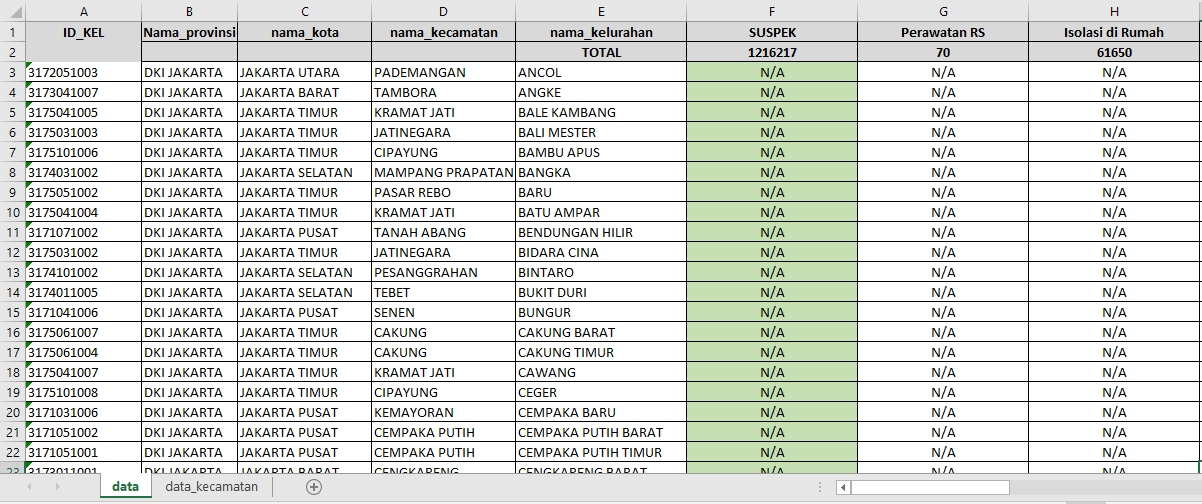 A B C D E F G H
1 ID_KEL Nama_provinsi nama_kota nama_kecamatan nama_kelurahan SUSPEK Perawatan RS Isolasi di Rumah
2 TOTAL 1216217 70 61650
3 3172051003 DKI JAKARTA JAKARTA UTARA PADEMANGAN ANCOL N/A N/A N/A
4 3173041007 DKI JAKARTA JAKARTA BARAT TAMBORA ANGKE N/A N/A N/A
5 3175041005 DKI JAKARTA JAKARTA TIMUR KRAMAT JATI BALE KAMBANG N/A N/A N/A
6 3175031003 DKI JAKARTA JAKARTA TIMUR JATINEGARA BALI MESTER N/A N/A N/A
7 3175101006 DKI JAKARTA JAKARTA TIMUR CIPAYUNG BAMBU APUS N/A N/A N/A
8 3174031002 DKI JAKARTA JAKARTA SELATAN MAMPANG PRAPATAN BANGKA N/A N/A N/A
9 3175051002 DKI JAKARTA JAKARTA TIMUR PASAR REBO BARU N/A N/A N/A
10 3175041004 DKI JAKARTA JAKARTA TIMUR KRAMAT JATI BATU AMPAR N/A N/A N/A
11 3171071002 DKI JAKARTA JAKARTA PUSAT TANAH ABANG BENDUNGAN HILIR N/A N/A N/A
12 3175031002 DKI JAKARTA JAKARTA TIMUR JATINEGARA BIDARA CINA N/A N/A N/A
13 3174101002 DKI JAKARTA JAKARTA SELATAN PESANGGRAHAN BINTARO N/A N/A N/A
14 3174011005 DKI JAKARTA JAKARTA SELATAN TEBET BUKIT DURI N/A N/A N/A
15 3171041006 DKI JAKARTA JAKARTA PUSAT SENEN BUNGUR N/A N/A N/A
16 3175061007 DKI JAKARTA JAKARTA TIMUR CAKUNG CAKUNG BARAT N/A N/A N/A
17 3175061004 DKI JAKARTA JAKARTA TIMUR CAKUNG CAKUNG TIMUR N/A N/A N/A
18 3175041007 DKI JAKARTA JAKARTA TIMUR KRAMAT JATI CAWANG N/A N/A N/A
19 3175101008 DKI JAKARTA JAKARTA TIMUR CIPAYUNG CEGER N/A N/A N/A
20 3171031006 DKI JAKARTA JAKARTA PUSAT KEMAYORAN CEMPAKA BARU N/A N/A N/A
21 3171051002 DKI JAKARTA JAKARTA PUSAT CEMPAKA PUTIH CEMPAKA PUTIH BARAT N/A N/A N/A
22 3171051001 DKI JAKARTA JAKARTA PUSAT CEMPAKA PUTIH CEMPAKA PUTIH TIMUR N/A N/A N/A
23 3173011001 DKI JAKARTA JAKARTA BARAT CENGKARENG CENGKARENG BARAT N/A N/A N/A
data data_kecamatan